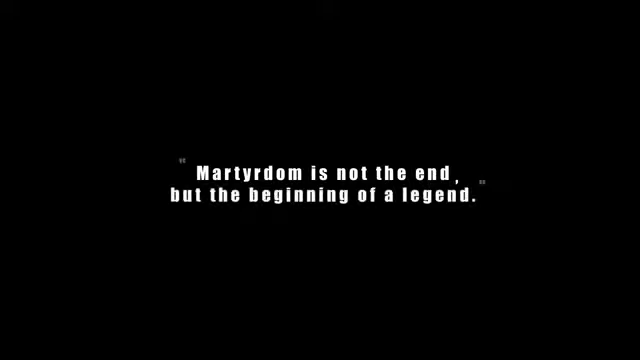 " Martyrdom is not the end,
but the beginning of a legend. "